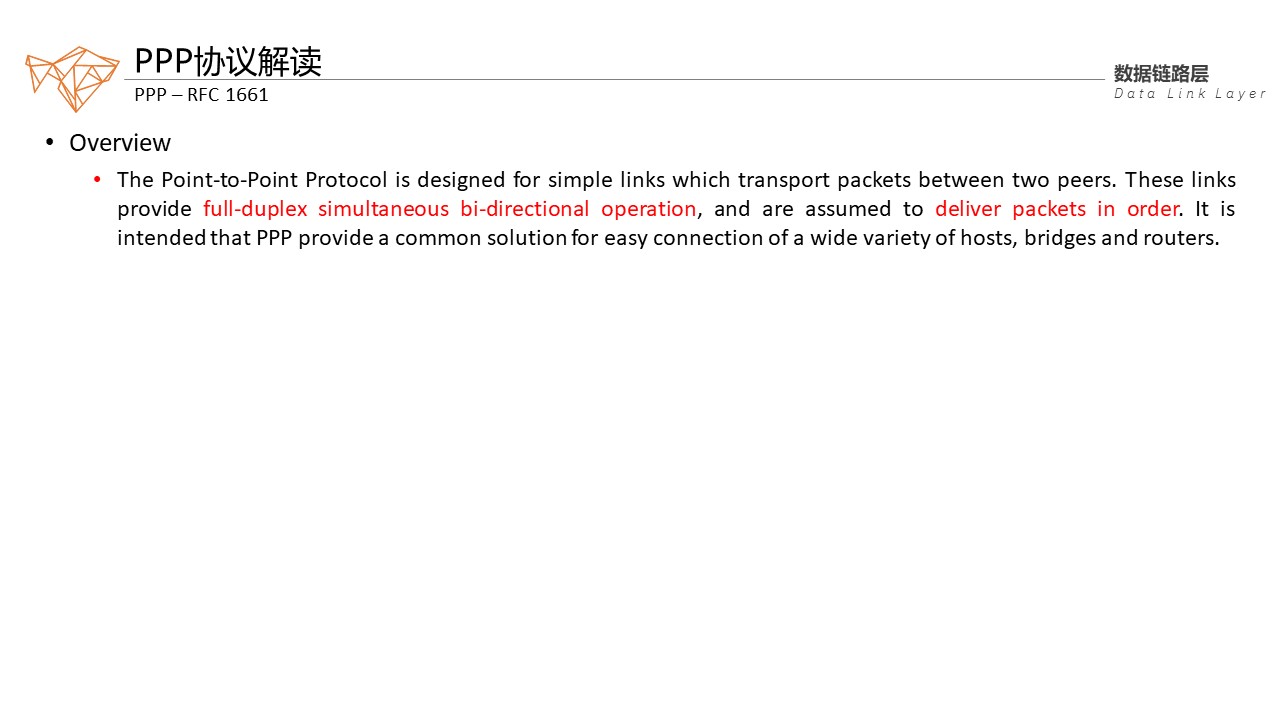 PPP协议解读
数据链路层
PPP – RFC 1661
Data Link Layer
• Overview
• The Point-to-Point Protocol is designed for simple links which transport packets between two peers. These links
provide full-duplex simultaneous bi-directional operation, and are assumed to deliver packets in order. It is
intended that PPP provide a common solution for easy connection of a wide variety of hosts, bridges and routers.